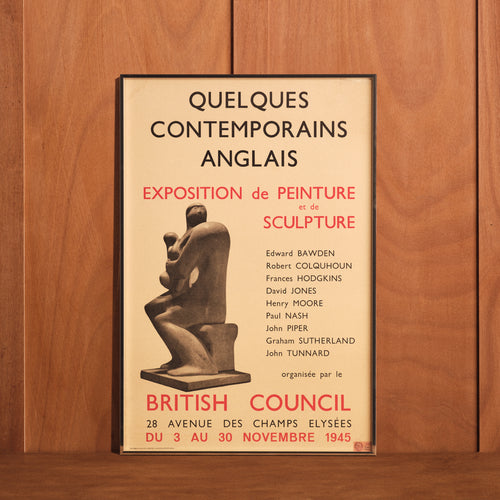 QUELQUES
CONTEMPORAINS
ANGLAIS
EXPOSITION de PEINTURE
et de
SCULPTURE
Edward BAWDEN
Robert COLQUHOUN
Frances HODGKINS
David JONES
Henry MOORE
Paul NASH
John PIPER
Graham SUTHERLAND
John TUNNARD
organisée par le
BRITISH COUNCIL
28 AVENUE DES CHAMPS ELYSÉES
DU 3 AU 30 NOVEMBRE 1945